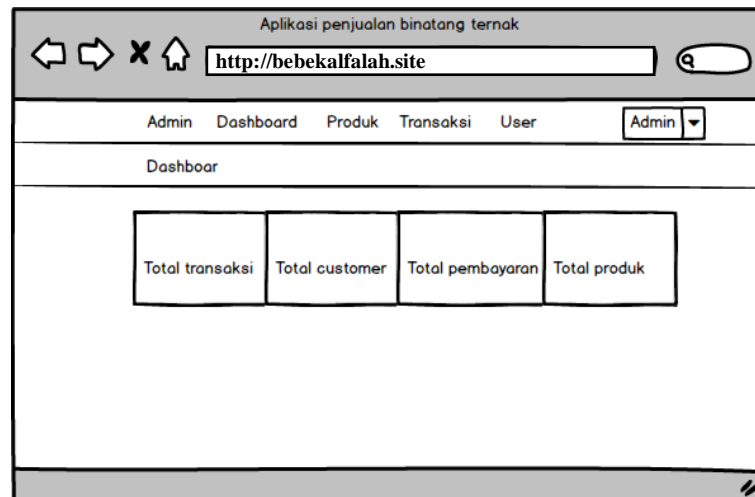 Aplikasi penjualan binatang ternak
http://bebekalfalah.site
Admin Dashboard Produk Transaksi User Admin
Dashboar
Total transaksi Total customer Total pembayaran Total produk